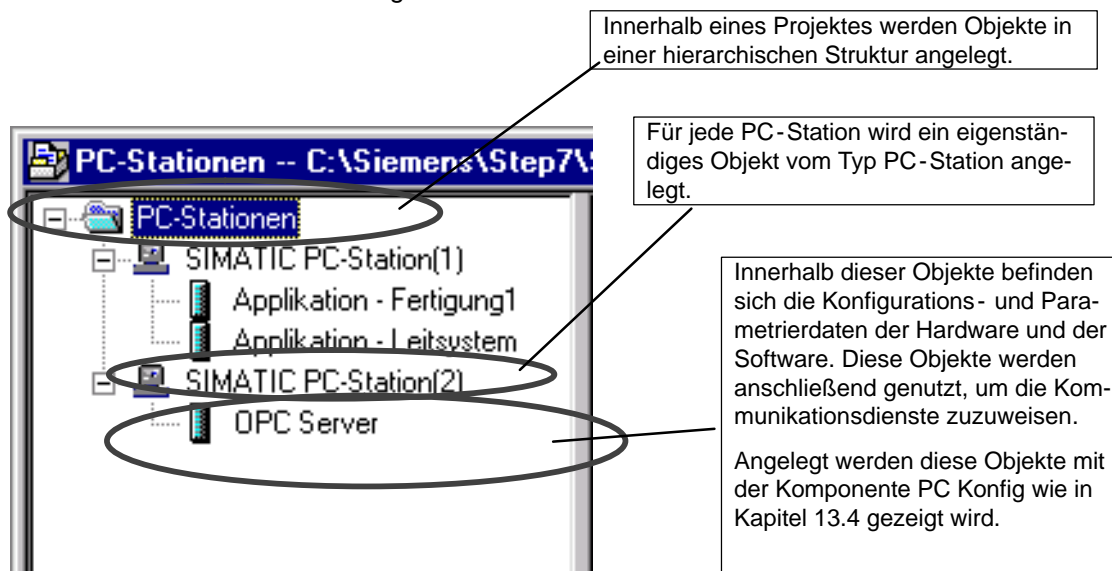 Innerhalb eines Projektes werden Objekte in
einer hierarchischen Struktur angelegt.
Für jede PC-Station wird ein eigenstän-
diges Objekt vom Typ PC-Station ange-
legt.
PC-Stationen -- C:\Siemens\Step7\
PC-Stationen
SIMATIC PC-Station(1)
Applikation - Fertigung1
Applikation - Leitsystem
SIMATIC PC-Station(2)
OPC Server
Innerhalb dieser Objekte befinden
sich die Konfigurations- und Para-
metrierdaten der Hardware und der
Software. Diese Objekte werden
anschließend genutzt, um die Kom-
munikationsdienste zuzuweisen.
Angelegt werden diese Objekte mit
der Komponente PC Konfig wie in
Kapitel 13.4 gezeigt wird.